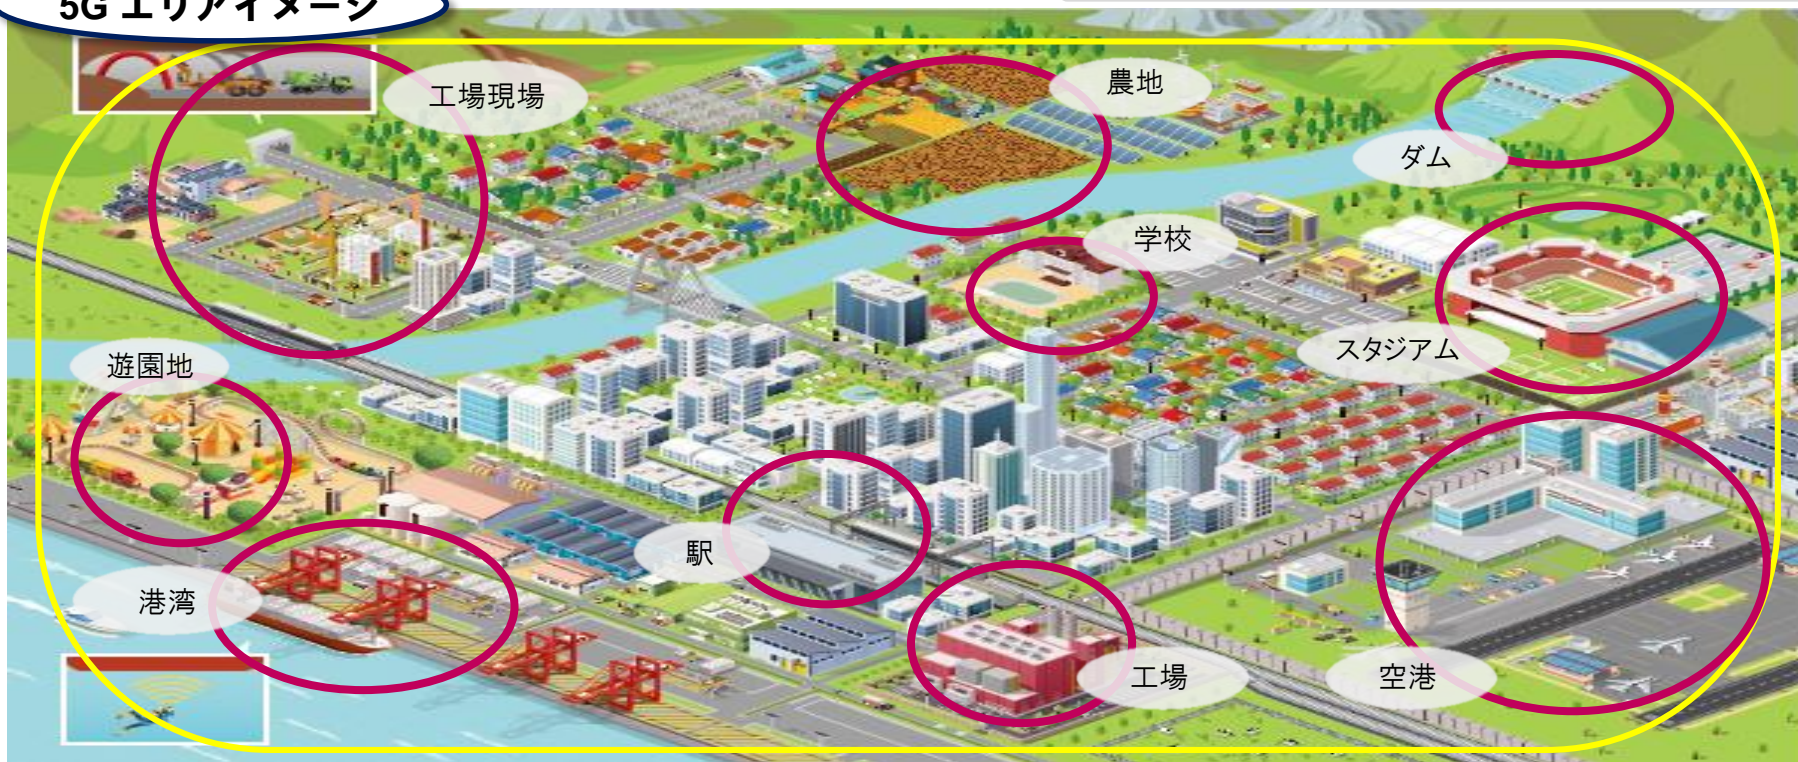 5G エリアイメージ
工場現場
農地
ダム
学校
スタジアム
遊園地
駅
港湾
工場
空港